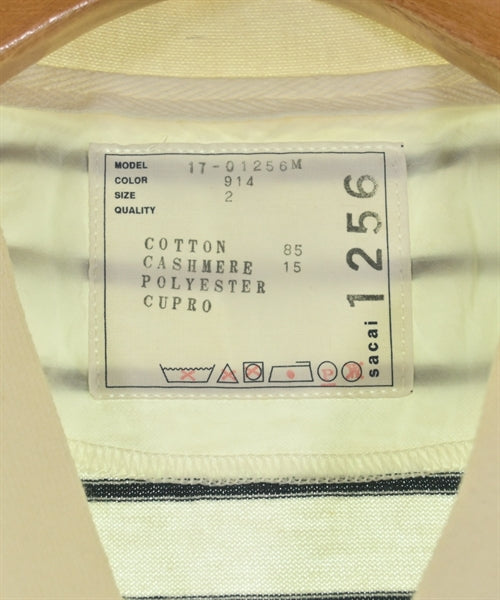 MODEL 17-01256M
COLOR 914
SIZE 2
QUALITY
COTTON 85
CASHMERE 15
POLYESTER
CUPRO
sacai 1256
P